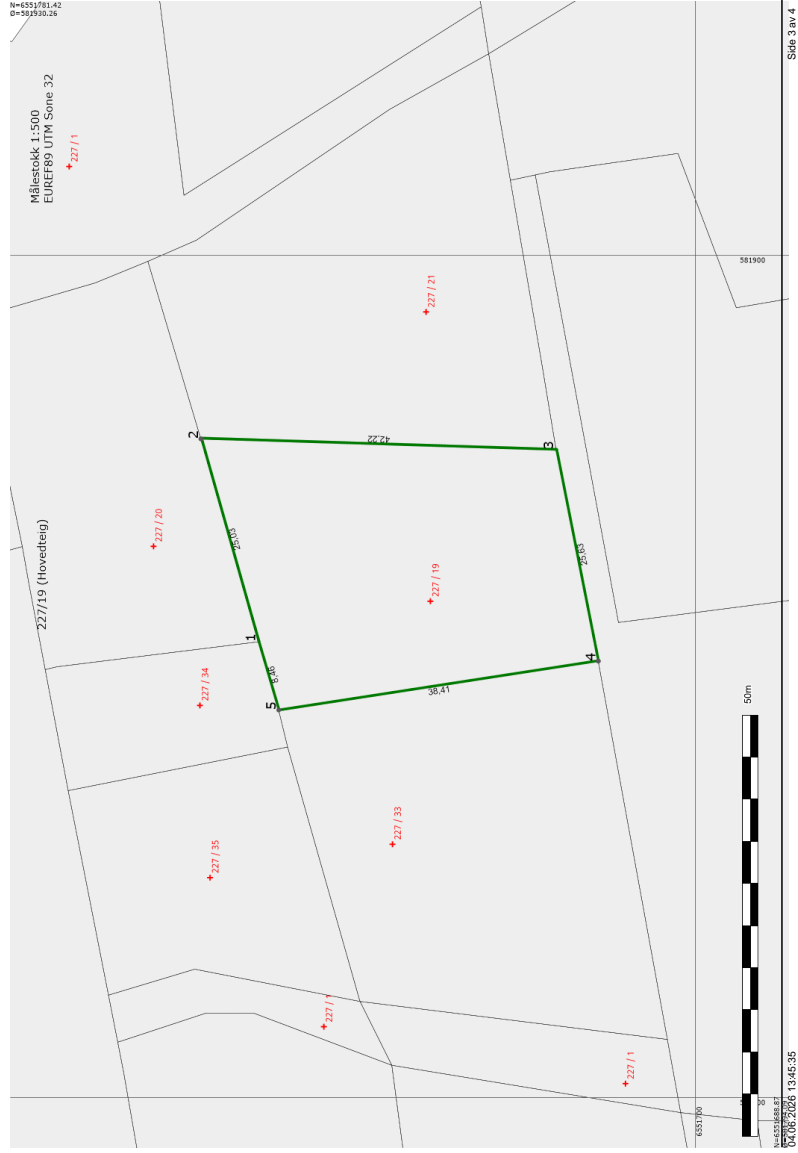 N=6551781.42
Ø=581930.26
Målestokk 1:500
EUREF89 UTM Sone 32
227/19 (Hovedteig)
227 / 1
227 / 21
581900
2
42,22
3
227 / 20
25,03
25,63
227 / 19
1
8,46
227 / 34
5
38,41
4
227 / 33
227 / 35
50m
227 / 1
227 / 1
6551700
N=6551688.87
04.06.2026 13:45:35
Side 3 av 4